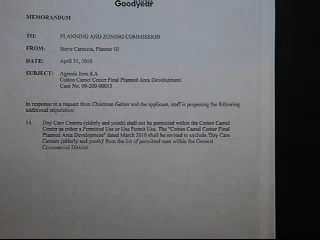 Goodyear
MEMORANDUM
TO: PLANNING AND ZONING COMMISSION
FROM: Steve Careccia, Planner III
DATE: April 21, 2010
SUBJECT: Agenda Item 8.A
Cotton Camel Center Final Planned Area Development
Case No. 09-200-00013
In response to a request from Chairman Gelser and the applicant, staff is proposing the following
additional stipulation:
14. Day Care Centers (elderly and youth) shall not be permitted within the Cotton Camel
Center as either a Permitted Use or Use Permit Use. The "Cotton Camel Center Final
Planned Area Development" dated March 2010 shall be revised to exclude 'Day Care
Centers (elderly and youth)' from the list of permitted uses within the General
Commercial District.